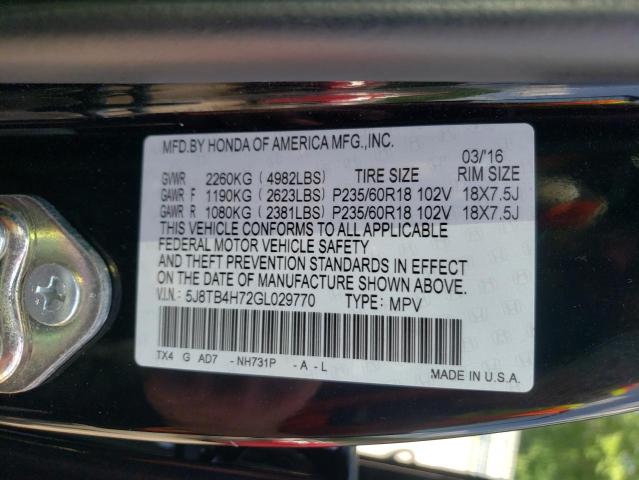 MFD.BY HONDA OF AMERICA MFG.,INC. 03/'16
GVWR 2260KG (4982LBS) TIRE SIZE RIM SIZE
GAWR F 1190KG (2623LBS) P235/60R18 102V 18X7.5J
GAWR R 1080KG (2381LBS) P235/60R18 102V 18X7.5J
THIS VEHICLE CONFORMS TO ALL APPLICABLE
FEDERAL MOTOR VEHICLE SAFETY
AND THEFT PREVENTION STANDARDS IN EFFECT
ON THE DATE OF MANUFACTURE SHOWN ABOVE.
V.I.N.: 5J8TB4H72GL029770 TYPE: MPV
TX4 G AD7 -NH731P -A-L
MADE IN U.S.A.